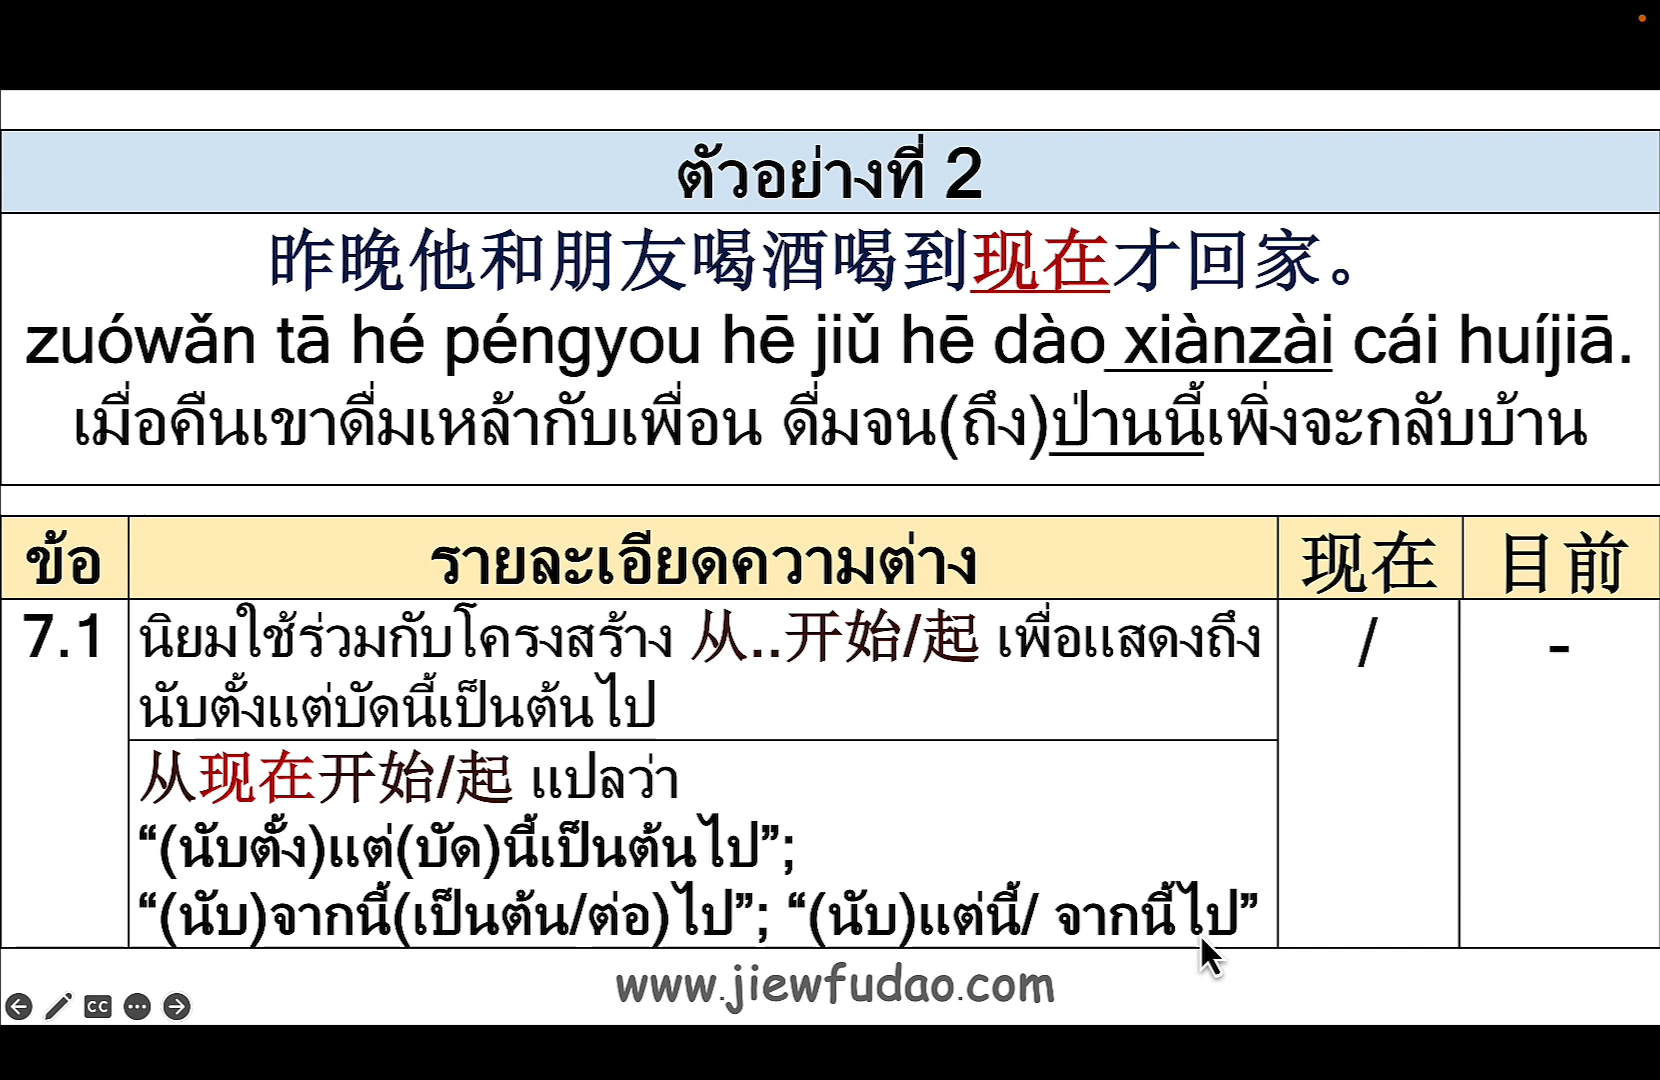 ตัวอย่างที่ 2
昨晚他和朋友喝酒喝到现在才回家。
zuówǎn tā hé péngyou hē jiǔ hē dào xiànzài cái huíjiā.
เมื่อคืนเขาดื่มเหล้ากับเพื่อน ดื่มจน(ถึง)ป่านนี้เพิ่งจะกลับบ้าน
ข้อ รายละเอียดความต่าง 现在 目前
7.1 นิยมใช้ร่วมกับโครงสร้าง 从..开始/起 เพื่อแสดงถึง / -
นับตั้งแต่บัดนี้เป็นต้นไป
从现在开始/起 แปลว่า
“(นับตั้ง)แต่(บัด)นี้เป็นต้นไป”;
“(นับ)จากนี้(เป็นต้น/ต่อ)ไป”; “(นับ)แต่นี้/ จากนี้ไป”
www.jiewfudao.com
CC